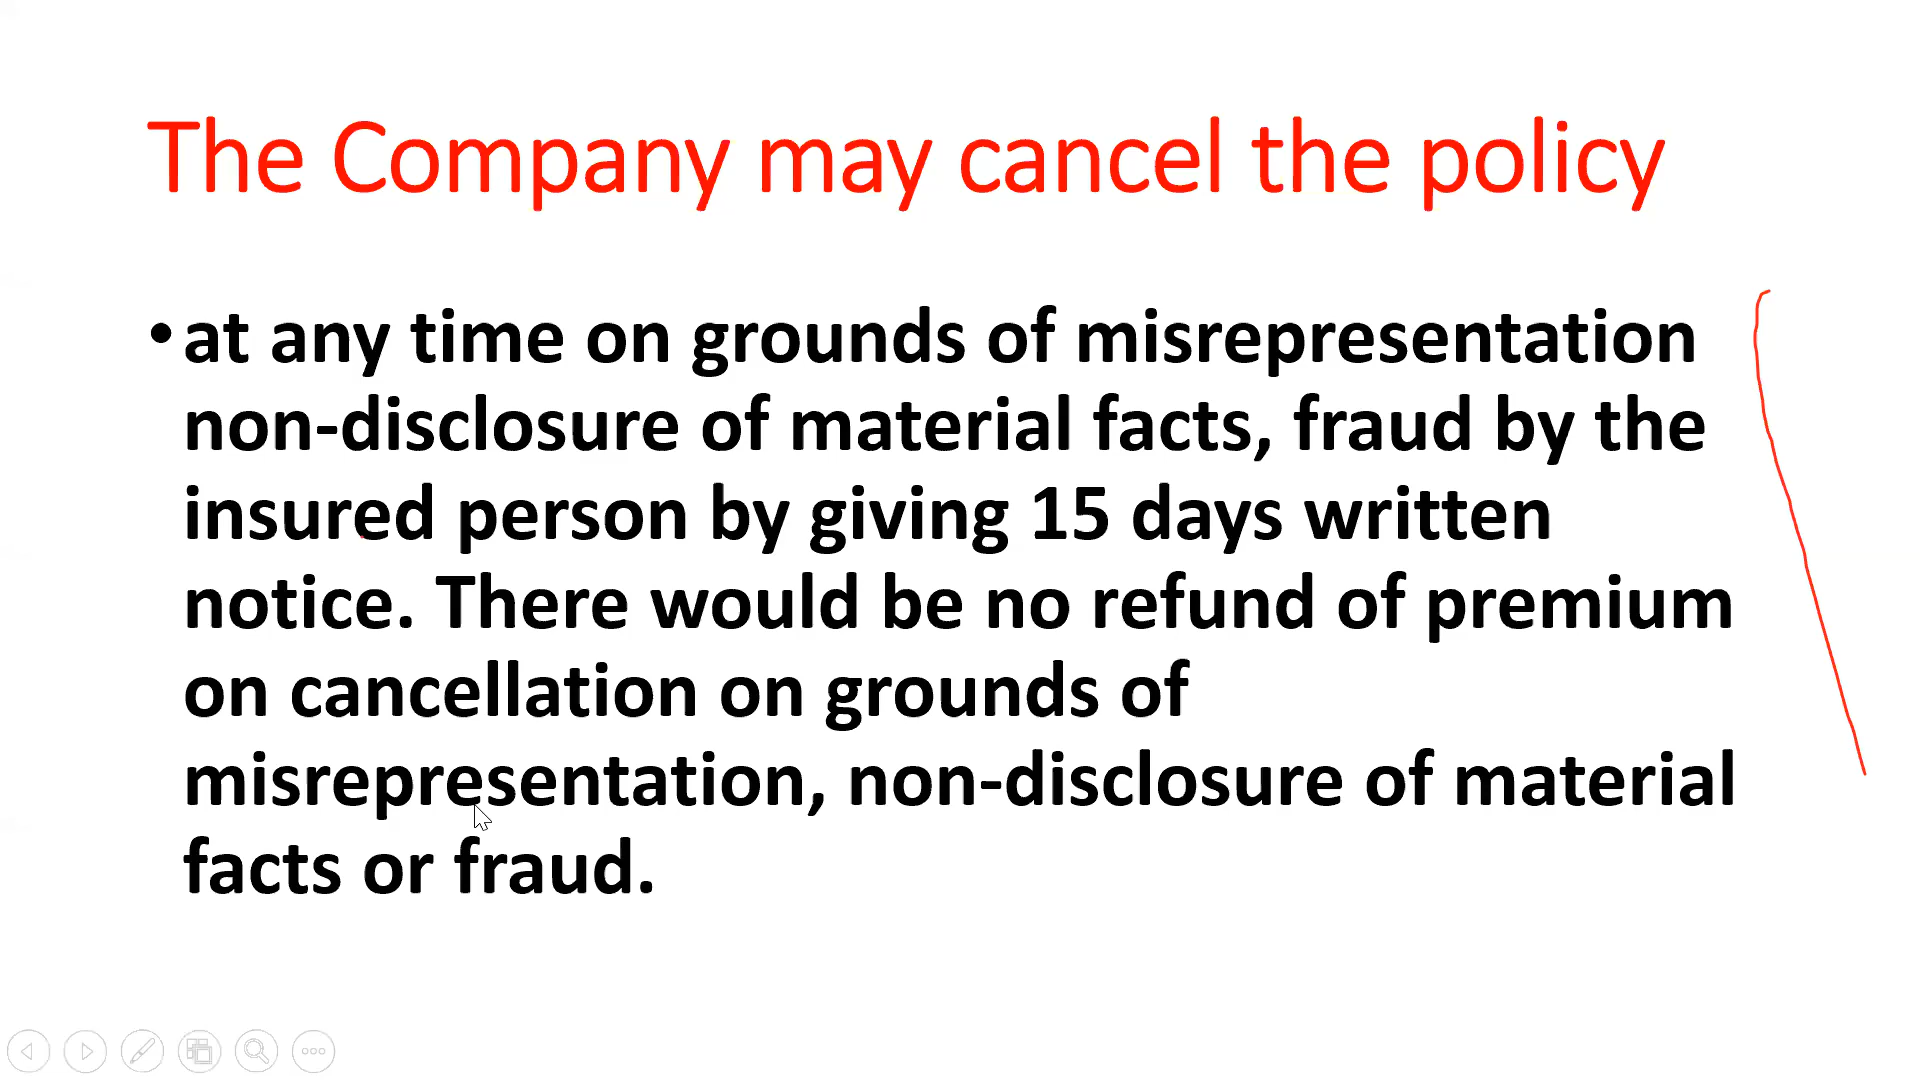 The Company may cancel the policy
• at any time on grounds of misrepresentation
non-disclosure of material facts, fraud by the
insured person by giving 15 days written
notice. There would be no refund of premium
on cancellation on grounds of
misrepresentation, non-disclosure of material
facts or fraud.